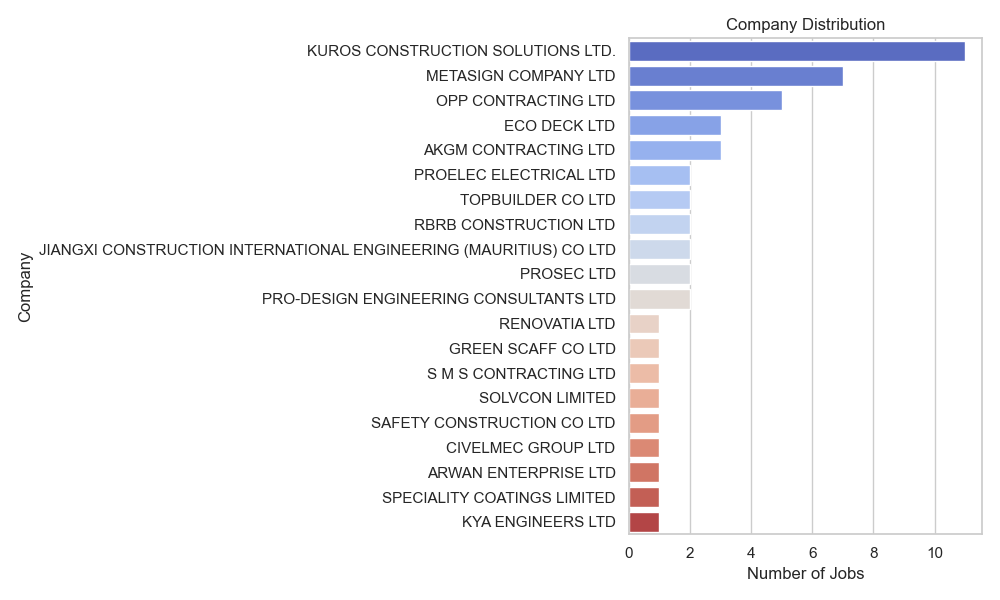 Company Distribution
KUROS CONSTRUCTION SOLUTIONS LTD.
METASIGN COMPANY LTD
OPP CONTRACTING LTD
ECO DECK LTD
AKGM CONTRACTING LTD
PROELEC ELECTRICAL LTD
TOPBUILDER CO LTD
RBRB CONSTRUCTION LTD
JIANGXI CONSTRUCTION INTERNATIONAL ENGINEERING (MAURITIUS) CO LTD
PROSEC LTD
PRO-DESIGN ENGINEERING CONSULTANTS LTD
RENOVATIA LTD
GREEN SCAFF CO LTD
S M S CONTRACTING LTD
SOLVCON LIMITED
SAFETY CONSTRUCTION CO LTD
CIVELMEC GROUP LTD
ARWAN ENTERPRISE LTD
SPECIALITY COATINGS LIMITED
KYA ENGINEERS LTD
Company
0 2 4 6 8 10
Number of Jobs